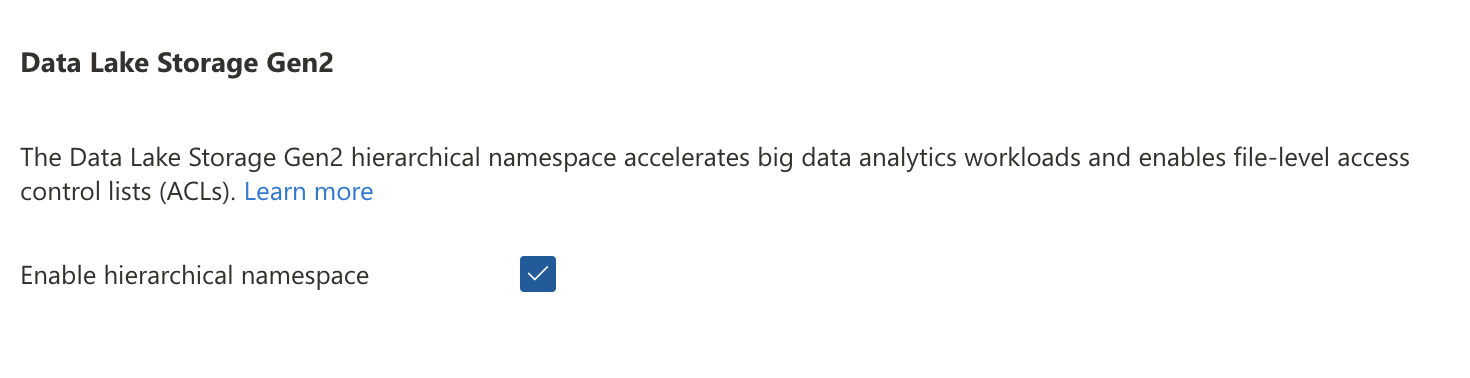 Data Lake Storage Gen2
The Data Lake Storage Gen2 hierarchical namespace accelerates big data analytics workloads and enables file-level access
control lists (ACLs). Learn more
Enable hierarchical namespace